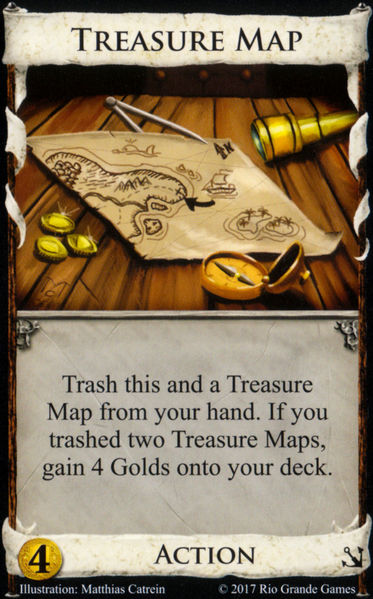 TREASURE MAP
Trash this and a Treasure
Map from your hand. If you
trashed two Treasure Maps,
gain 4 Golds onto your deck.
4 ACTION
Illustration: Matthias Catrein © 2017 Rio Grande Games